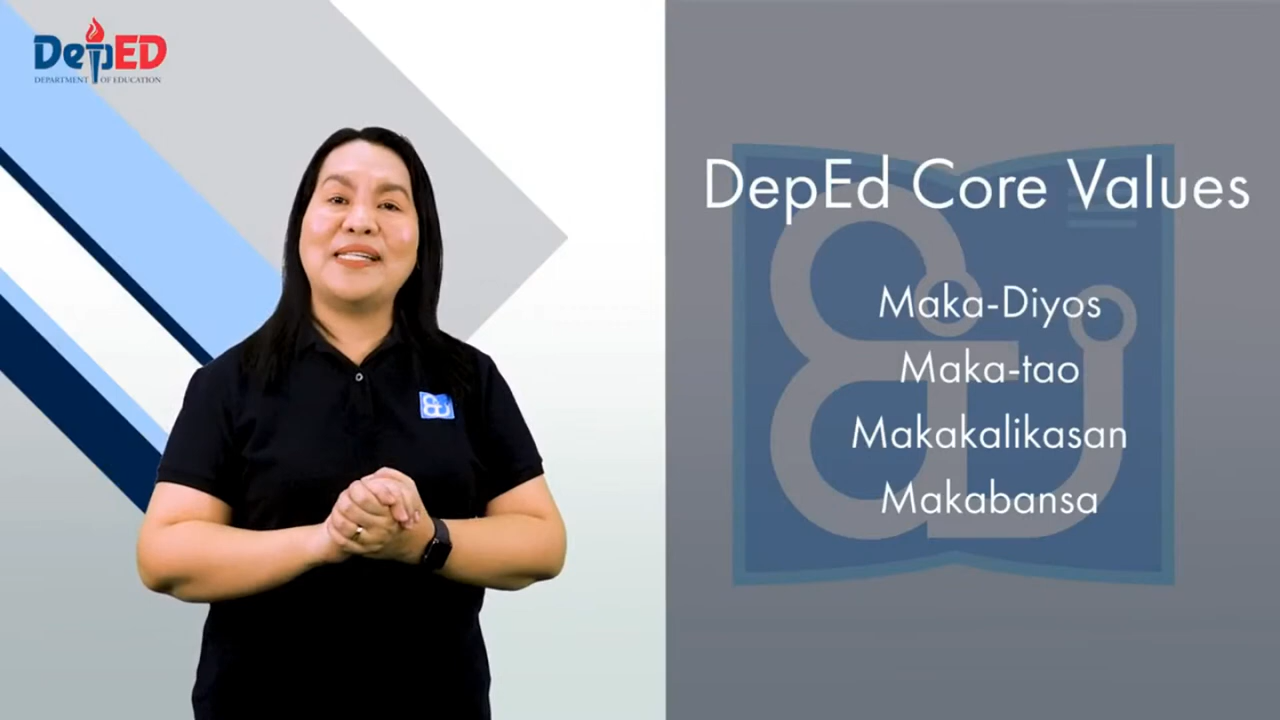 DepED
DEPARTMENT OF EDUCATION
DepEd Core Values
Maka-Diyos
Maka-tao
Makakalikasan
Makabansa